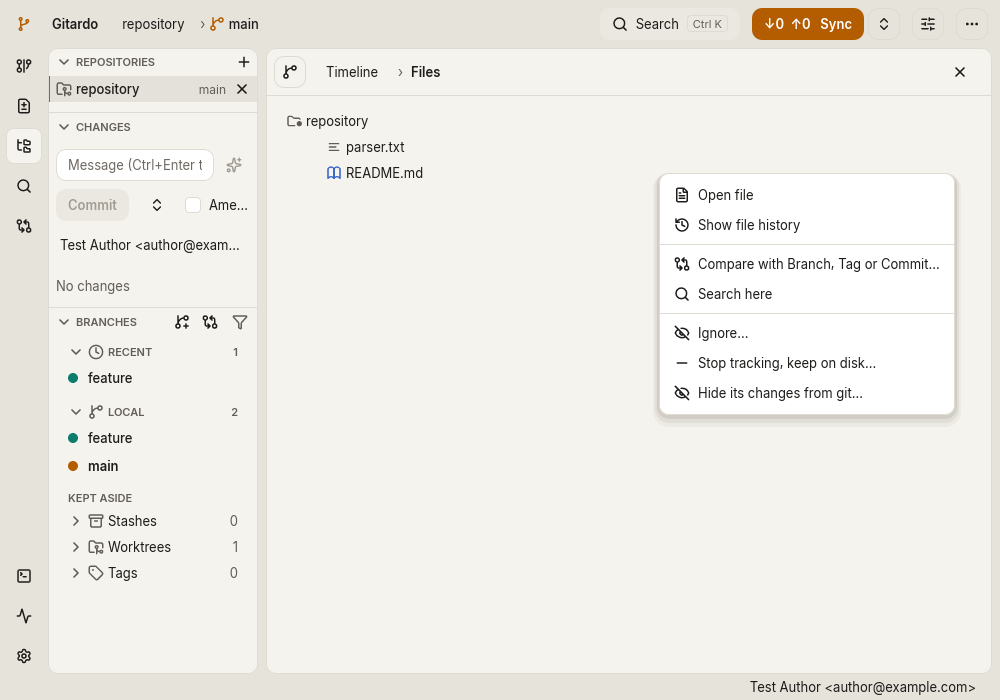 Gitardo
repository
main
Search
Ctrl K
↓0 ↑0 Sync
REPOSITORIES
repository
main
CHANGES
Message (Ctrl+Enter t
Commit
Ame...
Test Author <author@exam...
No changes
BRANCHES
RECENT
1
feature
LOCAL
2
feature
main
KEPT ASIDE
Stashes
0
Worktrees
1
Tags
0
Timeline
› Files
repository
parser.txt
README.md
Open file
Show file history
Compare with Branch, Tag or Commit...
Search here
Ignore...
Stop tracking, keep on disk...
Hide its changes from git...
Test Author <author@example.com>